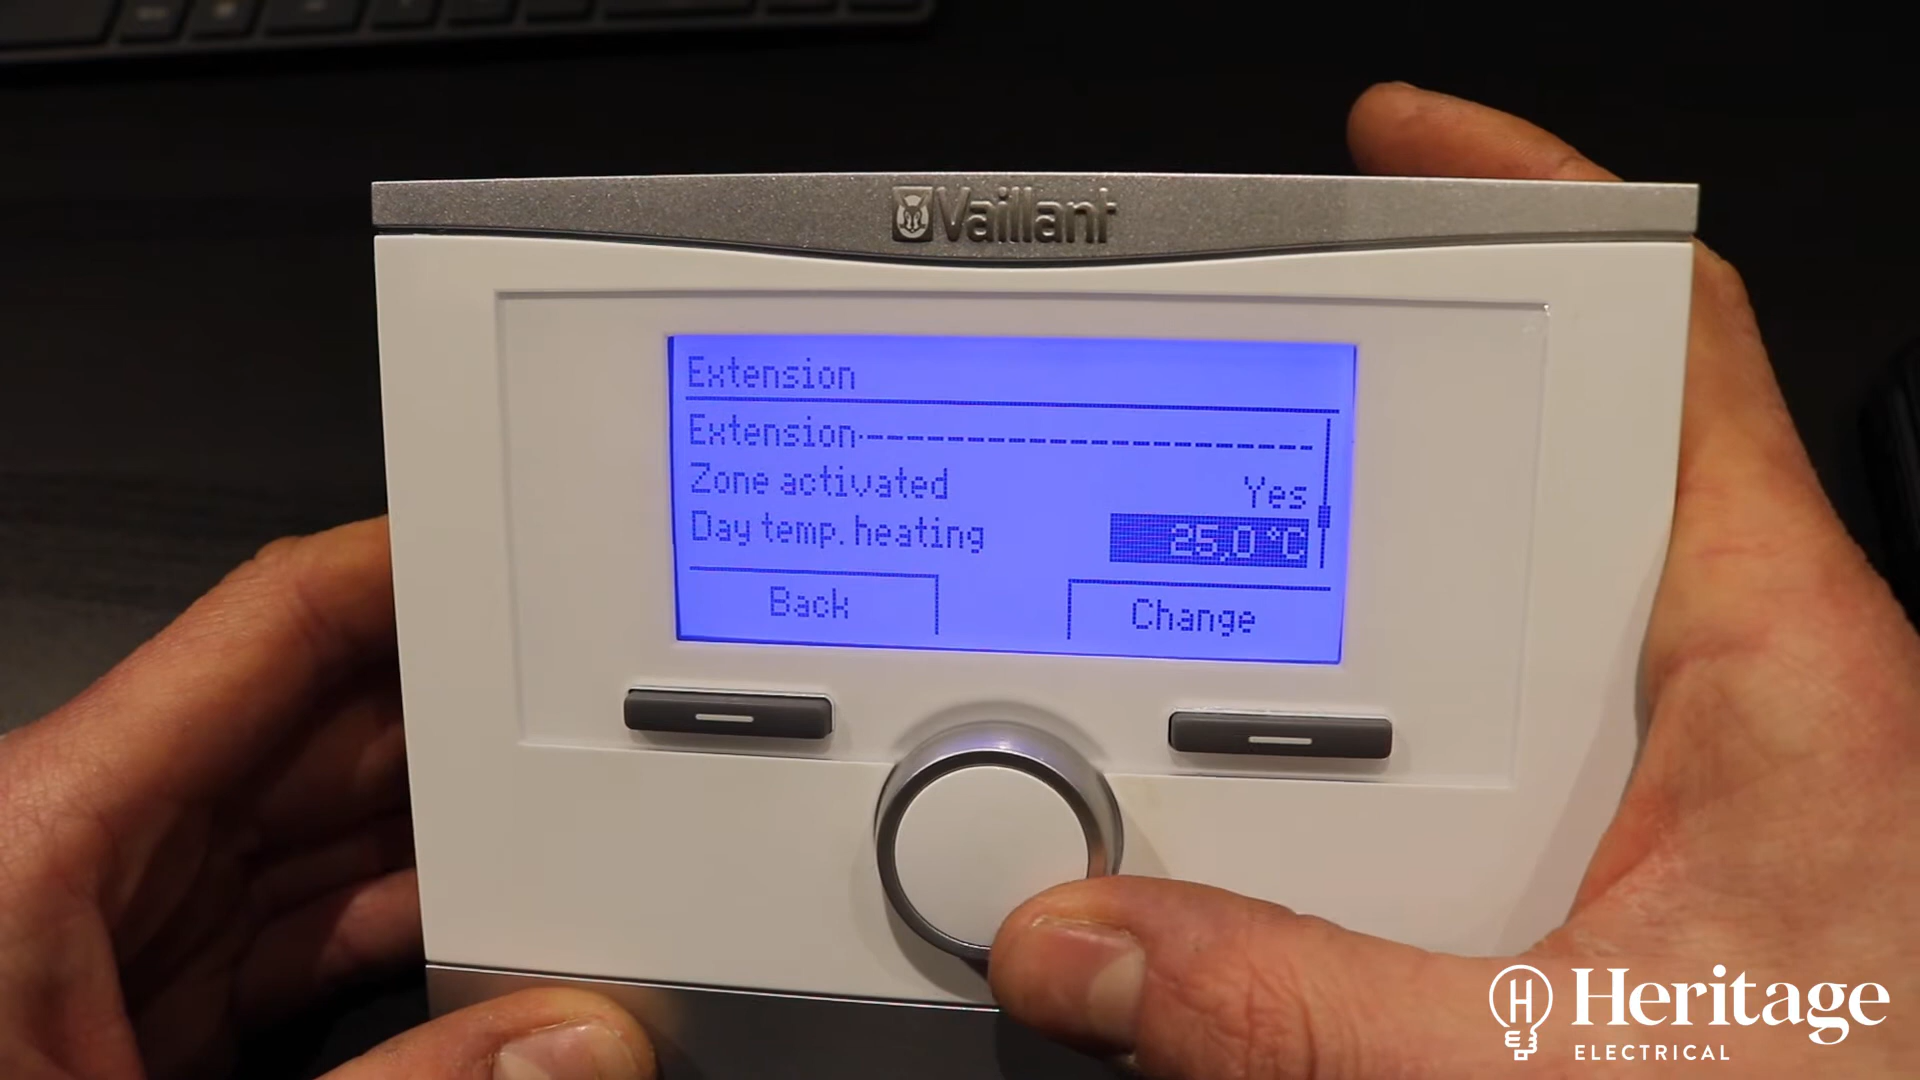 Vaillant
Extension
Extension
Zone activated Yes
Day temp. heating 25,0 °C
Back Change
Heritage
ELECTRICAL